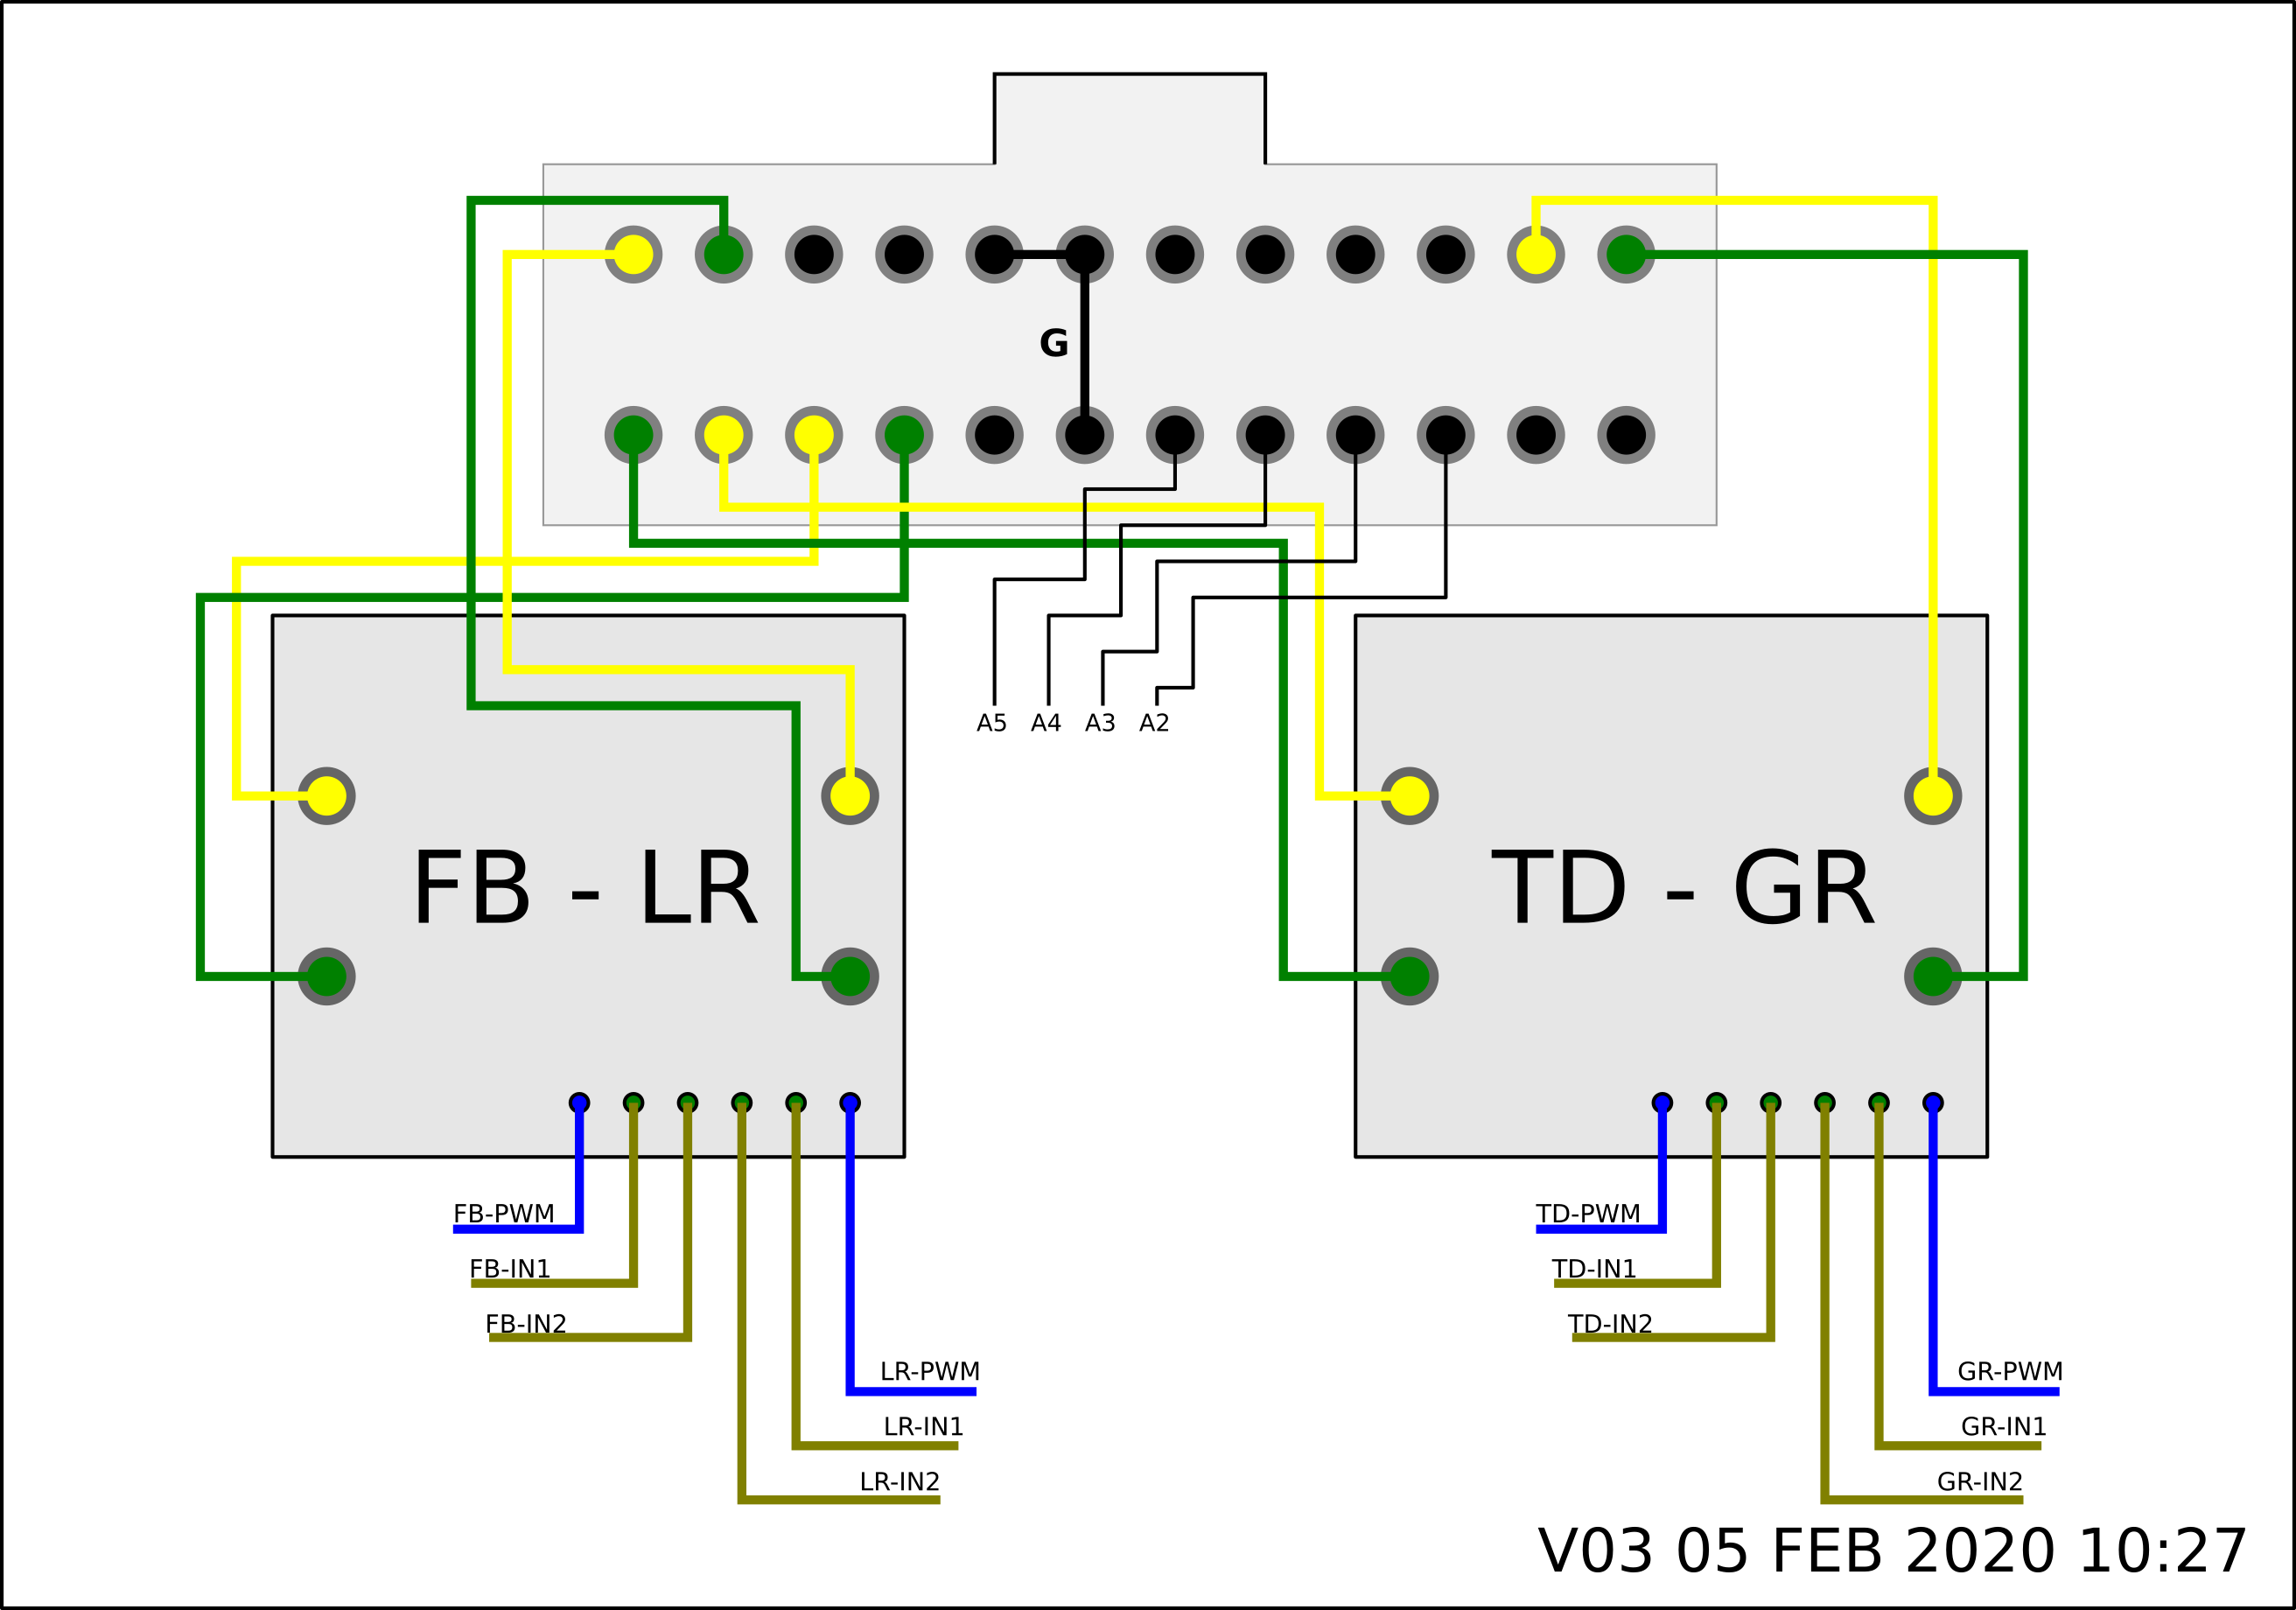 G
A5 A4 A3 A2
FB - LR
TD - GR
FB-PWM
FB-IN1
FB-IN2
LR-PWM
LR-IN1
LR-IN2
TD-PWM
TD-IN1
TD-IN2
GR-PWM
GR-IN1
GR-IN2
V03 05 FEB 2020 10:27